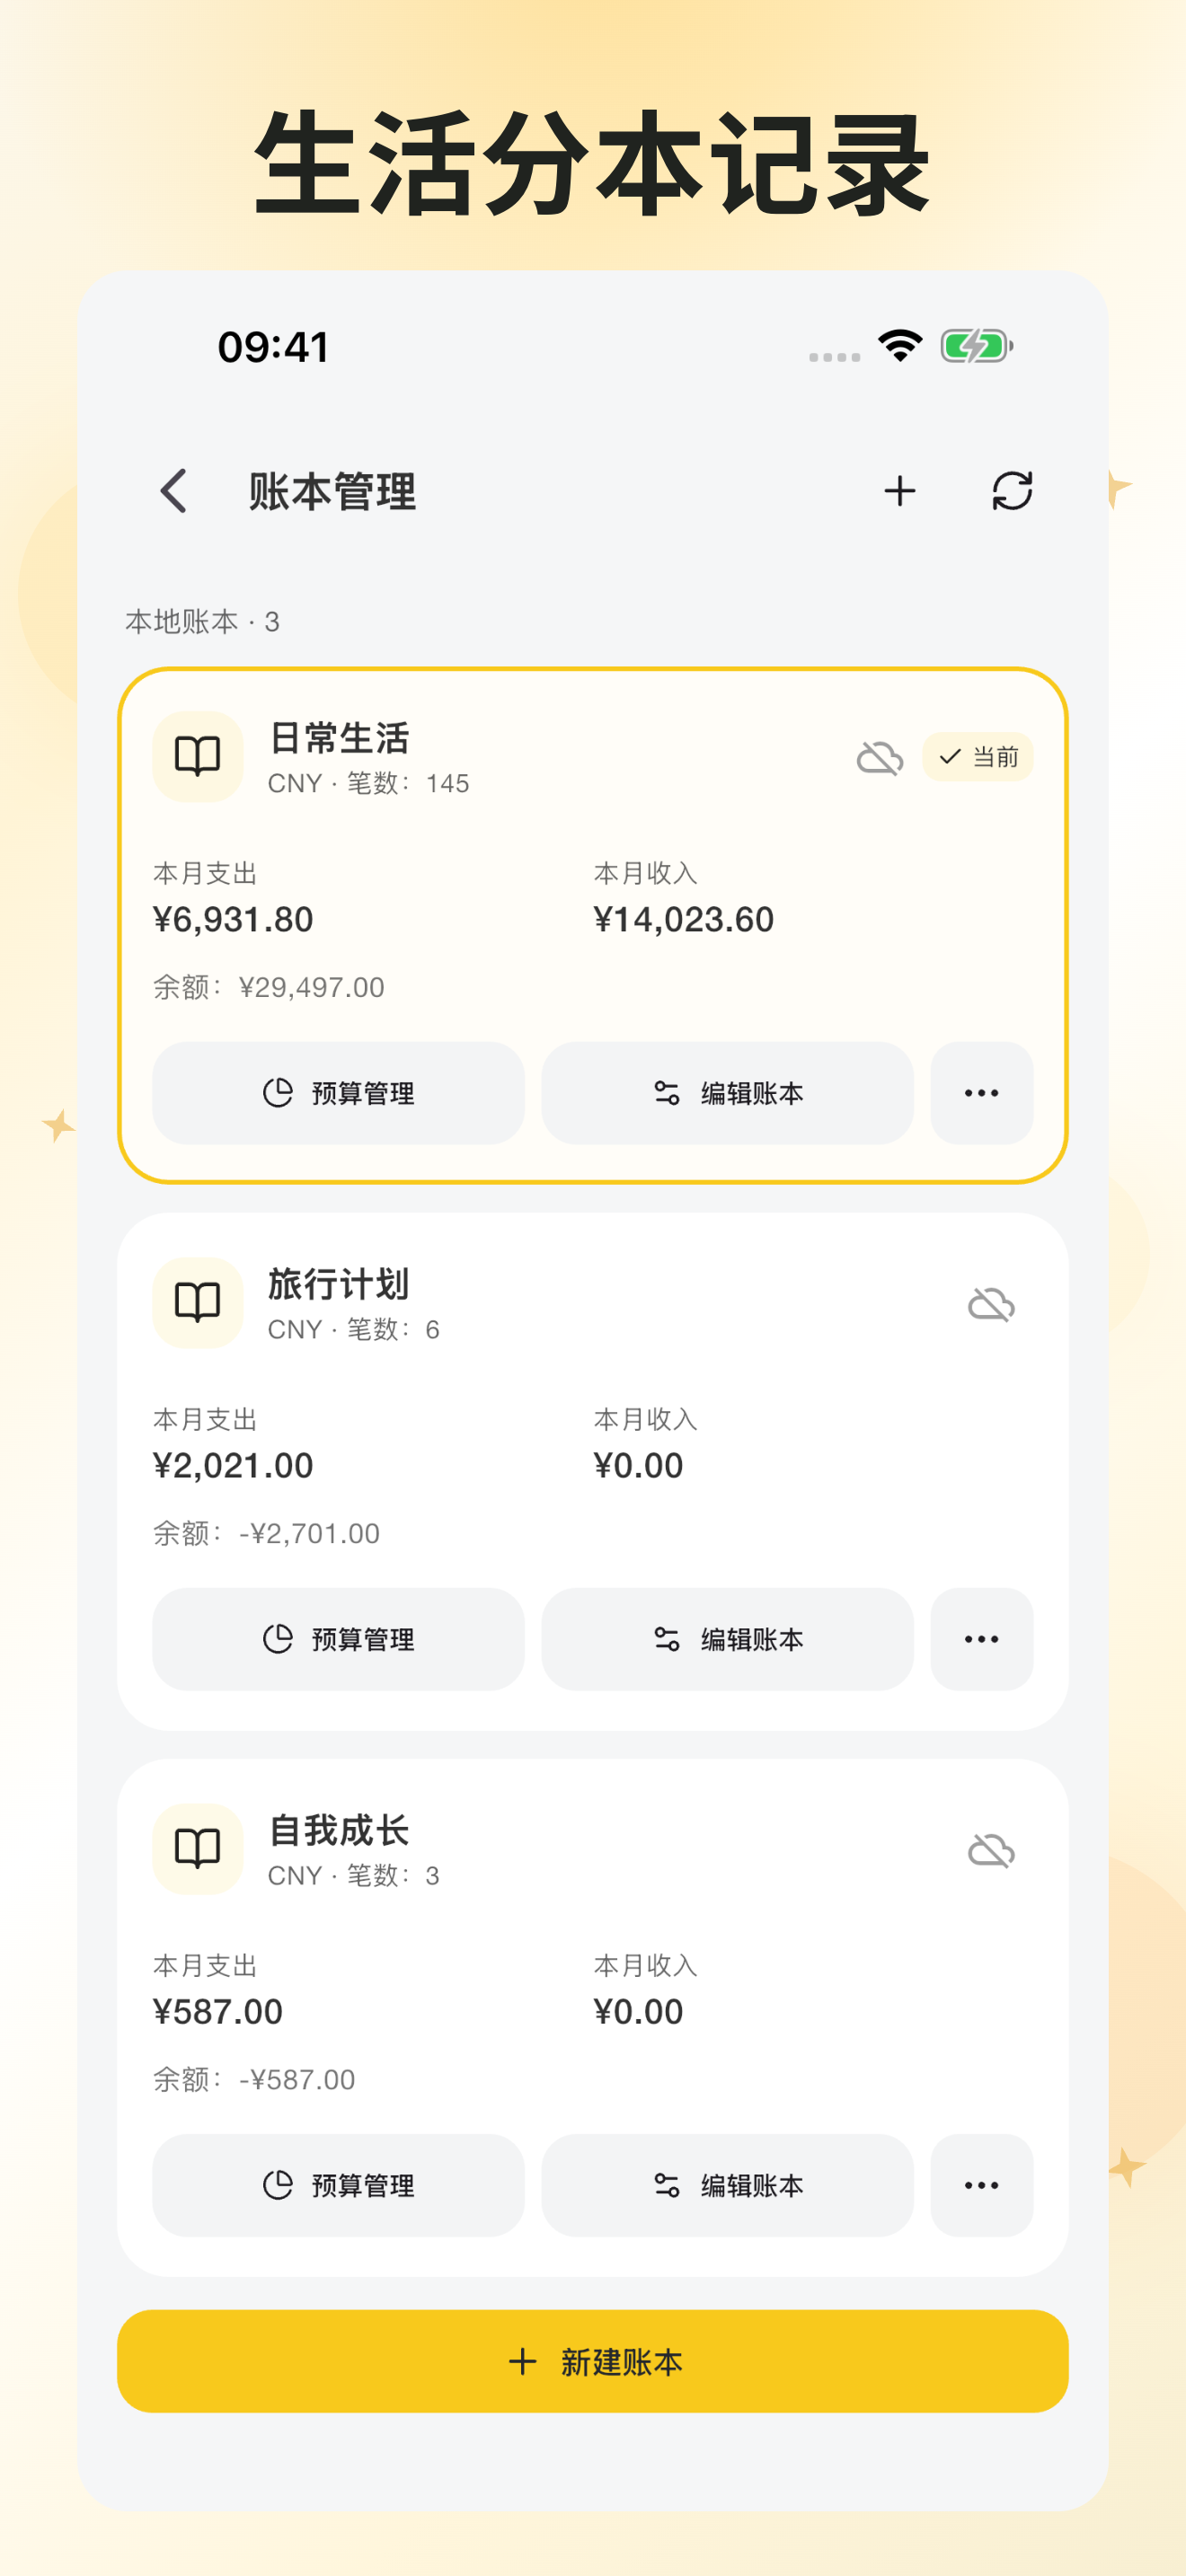 生活分本记录
09:41
账本管理
本地账本 · 3
日常生活
CNY · 笔数：145
当前
本月支出
本月收入
¥6,931.80
¥14,023.60
余额：¥29,497.00
预算管理
编辑账本
旅行计划
CNY · 笔数：6
本月支出
本月收入
¥2,021.00
¥0.00
余额：-¥2,701.00
预算管理
编辑账本
自我成长
CNY · 笔数：3
本月支出
本月收入
¥587.00
¥0.00
余额：-¥587.00
预算管理
编辑账本
新建账本